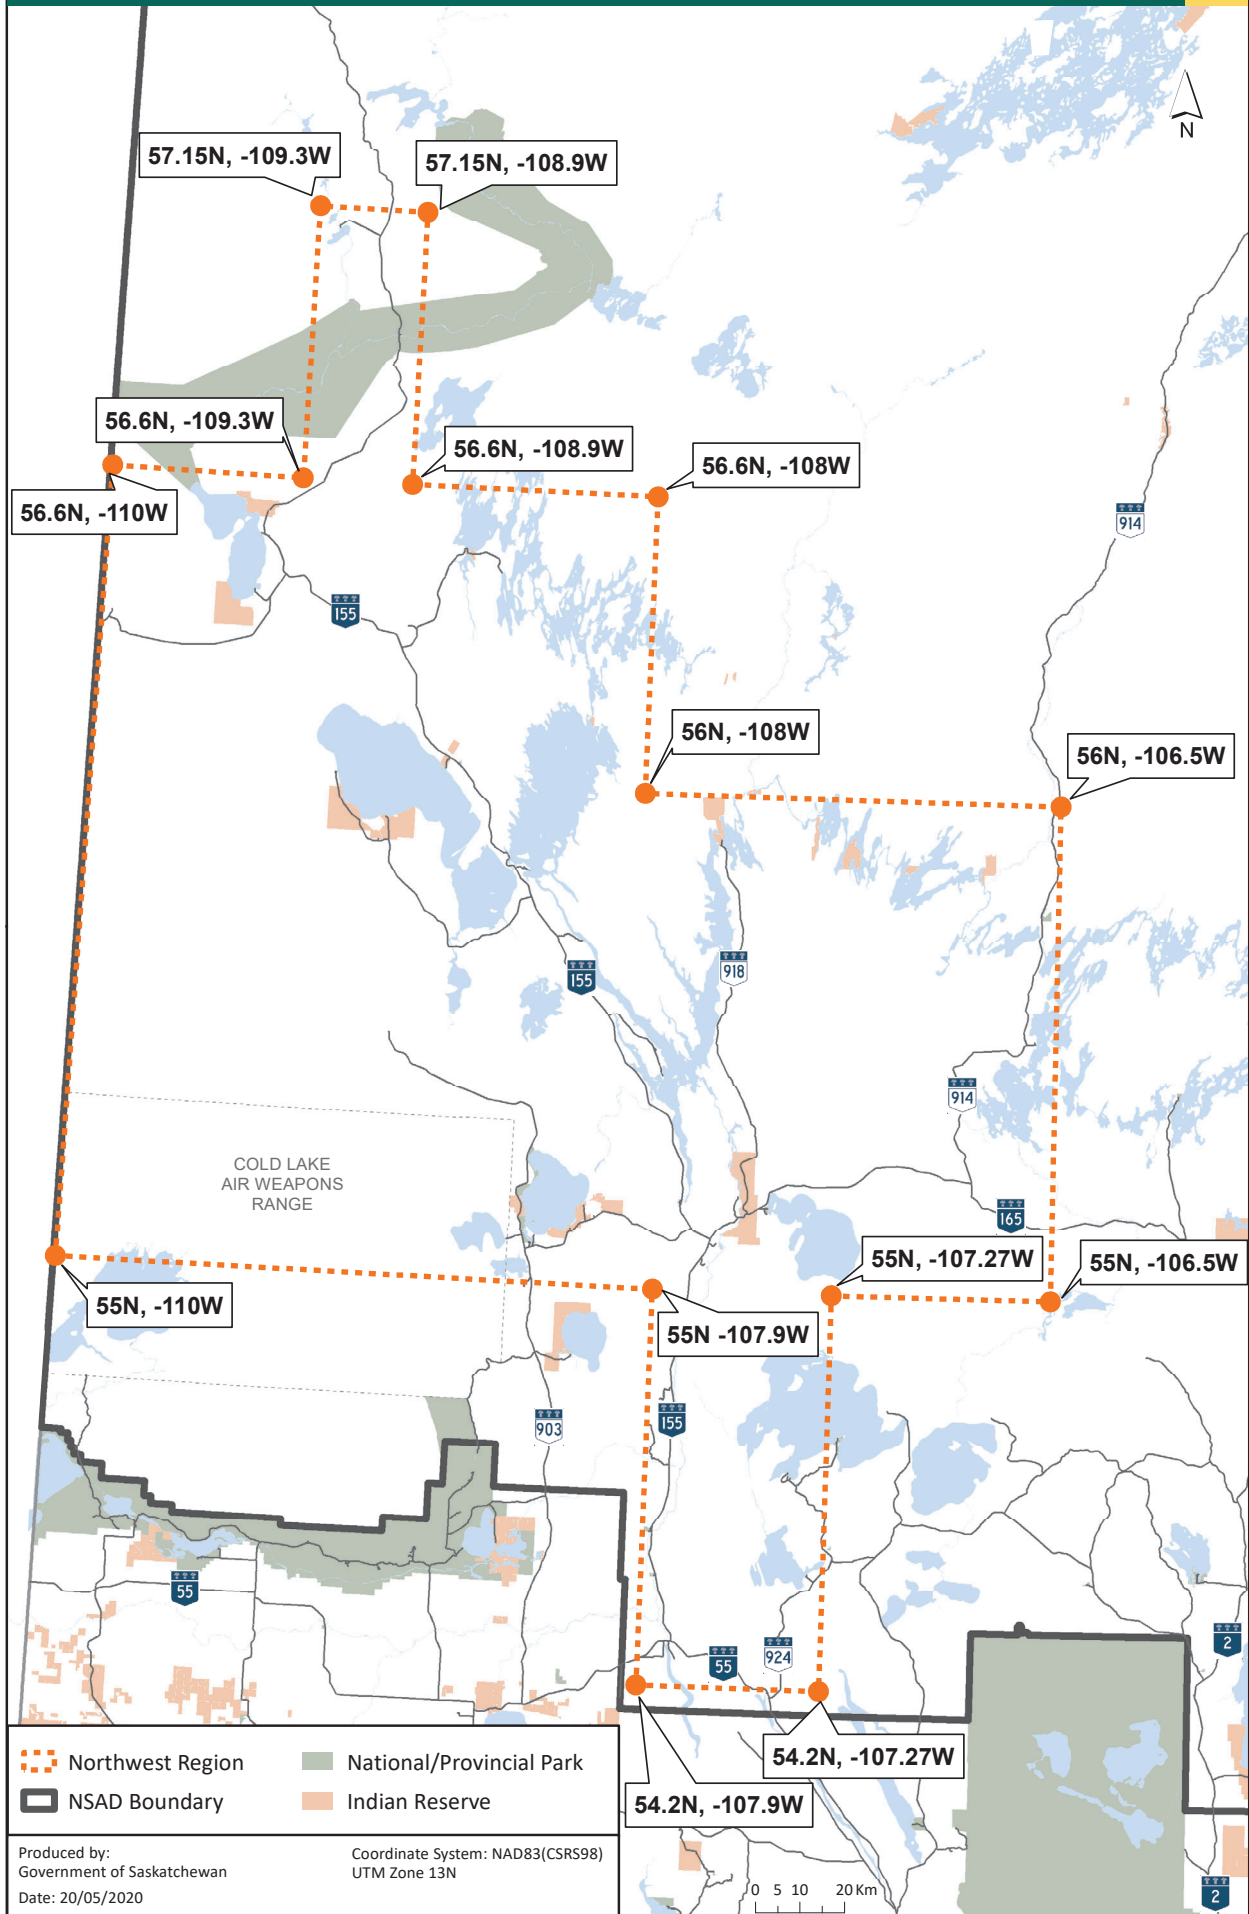 N
57.15N, -109.3W
57.15N, -108.9W
56.6N, -109.3W
56.6N, -108.9W
56.6N, -108W
56.6N, -110W
914
155
56N, -108W
56N, -106.5W
155
918
914
COLD LAKE
AIR WEAPONS
RANGE
165
55N, -107.27W
55N, -106.5W
55N, -110W
55N -107.9W
903
155
55
55
924
2
54.2N, -107.27W
54.2N, -107.9W
Northwest Region
National/Provincial Park
NSAD Boundary
Indian Reserve
Produced by:
Government of Saskatchewan
Date: 20/05/2020
Coordinate System: NAD83(CSRS98)
UTM Zone 13N
0 5 10 20 Km
2